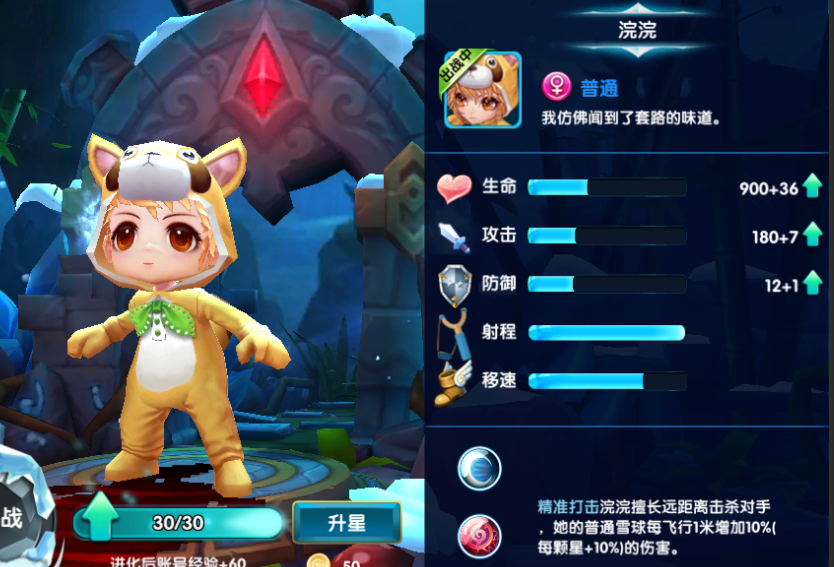 浣浣
出战中
普通
我仿佛闻到了套路的味道。
生命 900+36
攻击 180+7
防御 12+1
射程
移速
精准打击浣浣擅长远距离击杀对手
，她的普通雪球每飞行1米增加10%(
每颗星+10%)的伤害。
战
30/30
升星
进化后账号经验+60
50